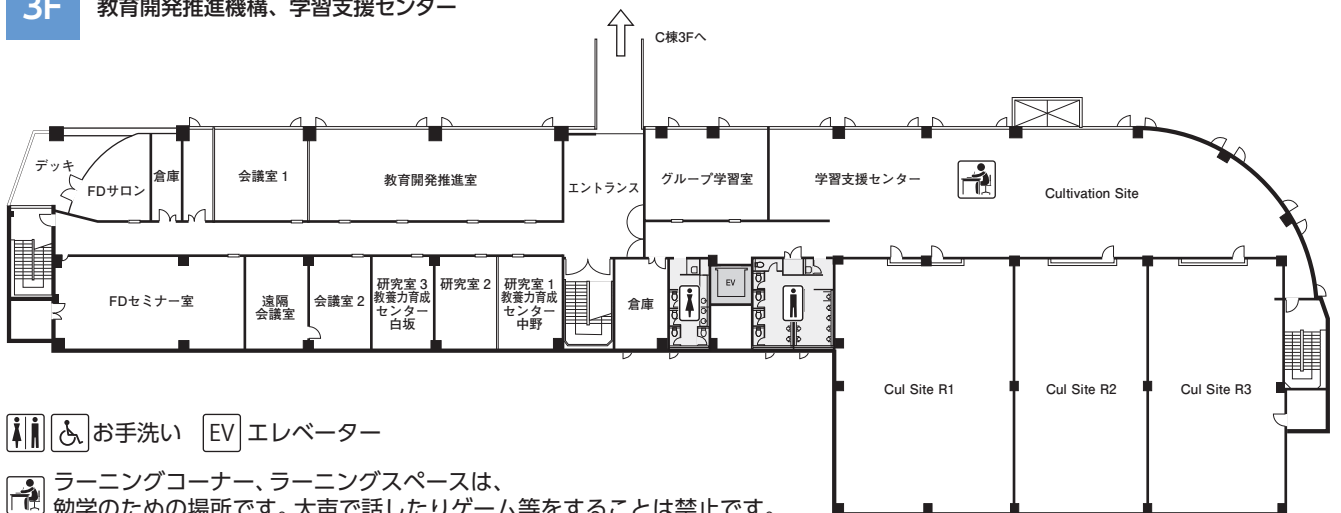 3F
教育開発推進機構、学習支援センター
C棟3Fへ
デッキ
FDサロン
倉庫
会議室 1
教育開発推進室
エントランス
グループ学習室
学習支援センター
Cultivation Site
FDセミナー室
遠隔
会議室
会議室 2
研究室 3
教養力育成
センター
白坂
研究室 2
研究室 1
教養力育成
センター
中野
倉庫
EV
Cul Site R1
Cul Site R2
Cul Site R3
お手洗い
EV エレベーター
ラーニングコーナー、ラーニングスペースは、
勉学のための場所です。大声で話したりゲーム等をすることは禁止です。